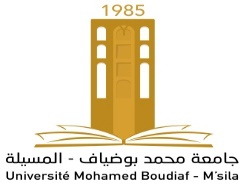 1985
جامعة محمد بوضياف - المسيلة
Université Mohamed Boudiaf - M'sila